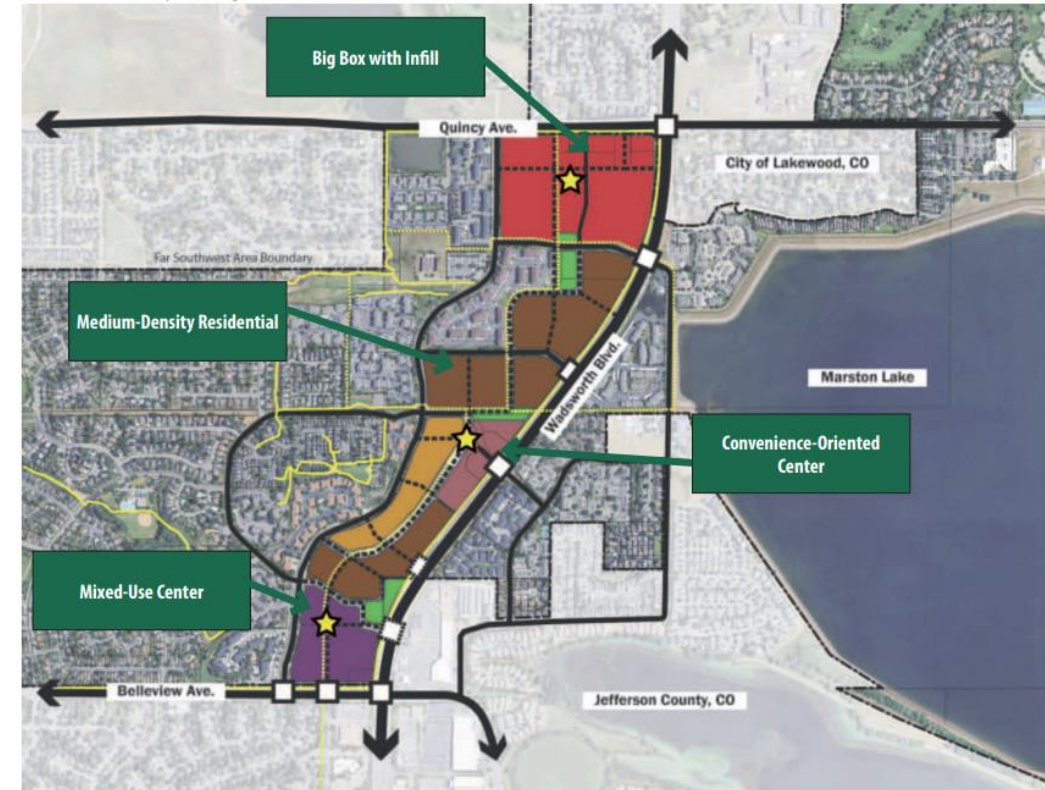 Big Box with Infill
Quincy Ave.
City of Lakewood, CO
Far Southwest Area Boundary
Medium-Density Residential
Wadsworth Blvd.
Marston Lake
Convenience-Oriented
Center
Mixed-Use Center
Belleview Ave.
Jefferson County, CO